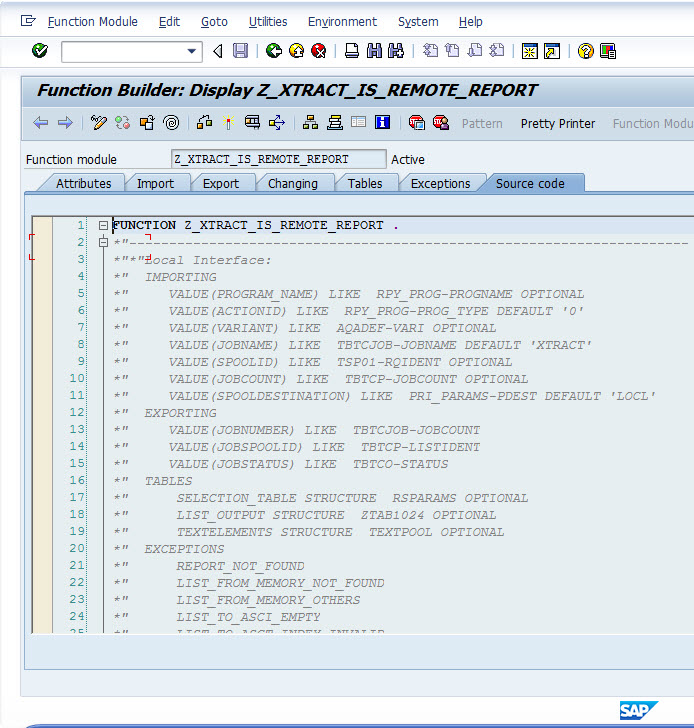 Function Module Edit Goto Utilities Environment System Help
Function Builder: Display Z_XTRACT_IS_REMOTE_REPORT
Pattern Pretty Printer Function Modu
Function module Z_XTRACT_IS_REMOTE_REPORT Active
Attributes Import Export Changing Tables Exceptions Source code
1 FUNCTION Z_XTRACT_IS_REMOTE_REPORT .
2 *"----------------------------------------------------------------------
3 *"*"Local Interface:
4 *" IMPORTING
5 *" VALUE(PROGRAM_NAME) LIKE RPY_PROG-PROGNAME OPTIONAL
6 *" VALUE(ACTIONID) LIKE RPY_PROG-PROG_TYPE DEFAULT '0'
7 *" VALUE(VARIANT) LIKE AQADEF-VARI OPTIONAL
8 *" VALUE(JOBNAME) LIKE TBTCJOB-JOBNAME DEFAULT 'XTRACT'
9 *" VALUE(SPOOLID) LIKE TSP01-RQIDENT OPTIONAL
10 *" VALUE(JOBCOUNT) LIKE TBTCP-JOBCOUNT OPTIONAL
11 *" VALUE(SPOOLDESTINATION) LIKE PRI_PARAMS-PDEST DEFAULT 'LOCL'
12 *" EXPORTING
13 *" VALUE(JOBNUMBER) LIKE TBTCJOB-JOBCOUNT
14 *" VALUE(JOBSPOOLID) LIKE TBTCP-LISTIDENT
15 *" VALUE(JOBSTATUS) LIKE TBTCO-STATUS
16 *" TABLES
17 *" SELECTION_TABLE STRUCTURE RSPARAMS OPTIONAL
18 *" LIST_OUTPUT STRUCTURE ZTAB1024 OPTIONAL
19 *" TEXTELEMENTS STRUCTURE TEXTPOOL OPTIONAL
20 *" EXCEPTIONS
21 *" REPORT_NOT_FOUND
22 *" LIST_FROM_MEMORY_NOT_FOUND
23 *" LIST_FROM_MEMORY_OTHERS
24 *" LIST_TO_ASCI_EMPTY
25 *" LIST_TO_ASCI_INDEX_INVALID
SAP